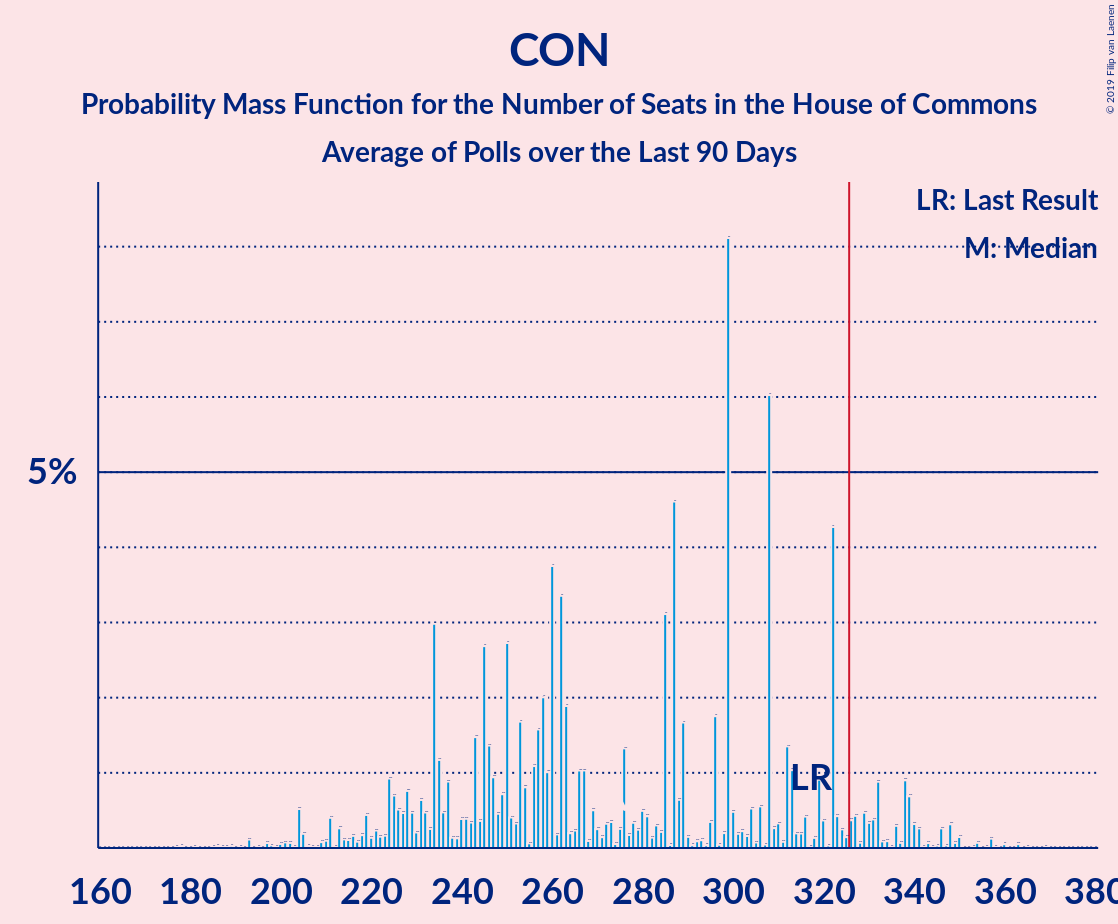 CON
Probability Mass Function for the Number of Seats in the House of Commons
Average of Polls over the Last 90 Days
© 2019 Filip van Laenen
LR: Last Result
M: Median
5%
LR
160 180 200 220 240 260 280 300 320 340 360 380